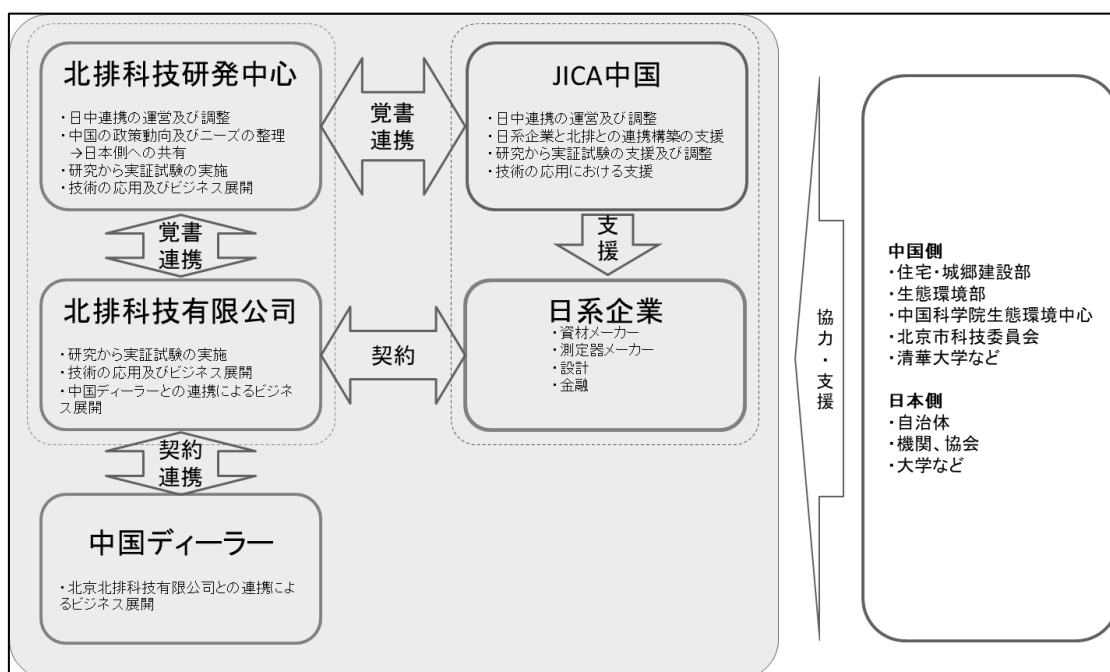 北排科技研発中心
・日中連携の運営及び調整
・中国の政策動向及びニーズの整理
→日本側への共有
・研究から実証試験の実施
・技術の応用及びビジネス展開
覚書
連携
JICA中国
・日中連携の運営及び調整
・日系企業と北排との連携構築の支援
・研究から実証試験の支援及び調整
・技術の応用における支援
覚書
連携
支援
北排科技有限公司
・研究から実証試験の実施
・技術の応用及びビジネス展開
・中国ディーラーとの連携によるビジネ
ス展開
契約
日系企業
・資材メーカー
・測定器メーカー
・設計
・金融
契約
連携
中国ディーラー
・北京北排科技有限公司との連携によ
るビジネス展開
協力・支援
中国側
・住宅・城郷建設部
・生態環境部
・中国科学院生態環境中心
・北京市科技委員会
・清華大学など
日本側
・自治体
・機関、協会
・大学など